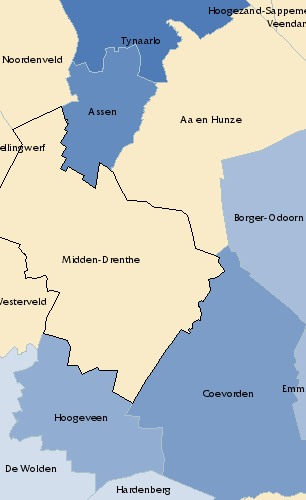 Hoogezand-Sappeme
Veendan
Tynaarlo
Noordenveld
Assen
Aa en Hunze
ellingwerf
Borger-Odoorn
Midden-Drenthe
Westerveld
Coevorden
Emm
Hoogeveen
De Wolden
Hardenberg